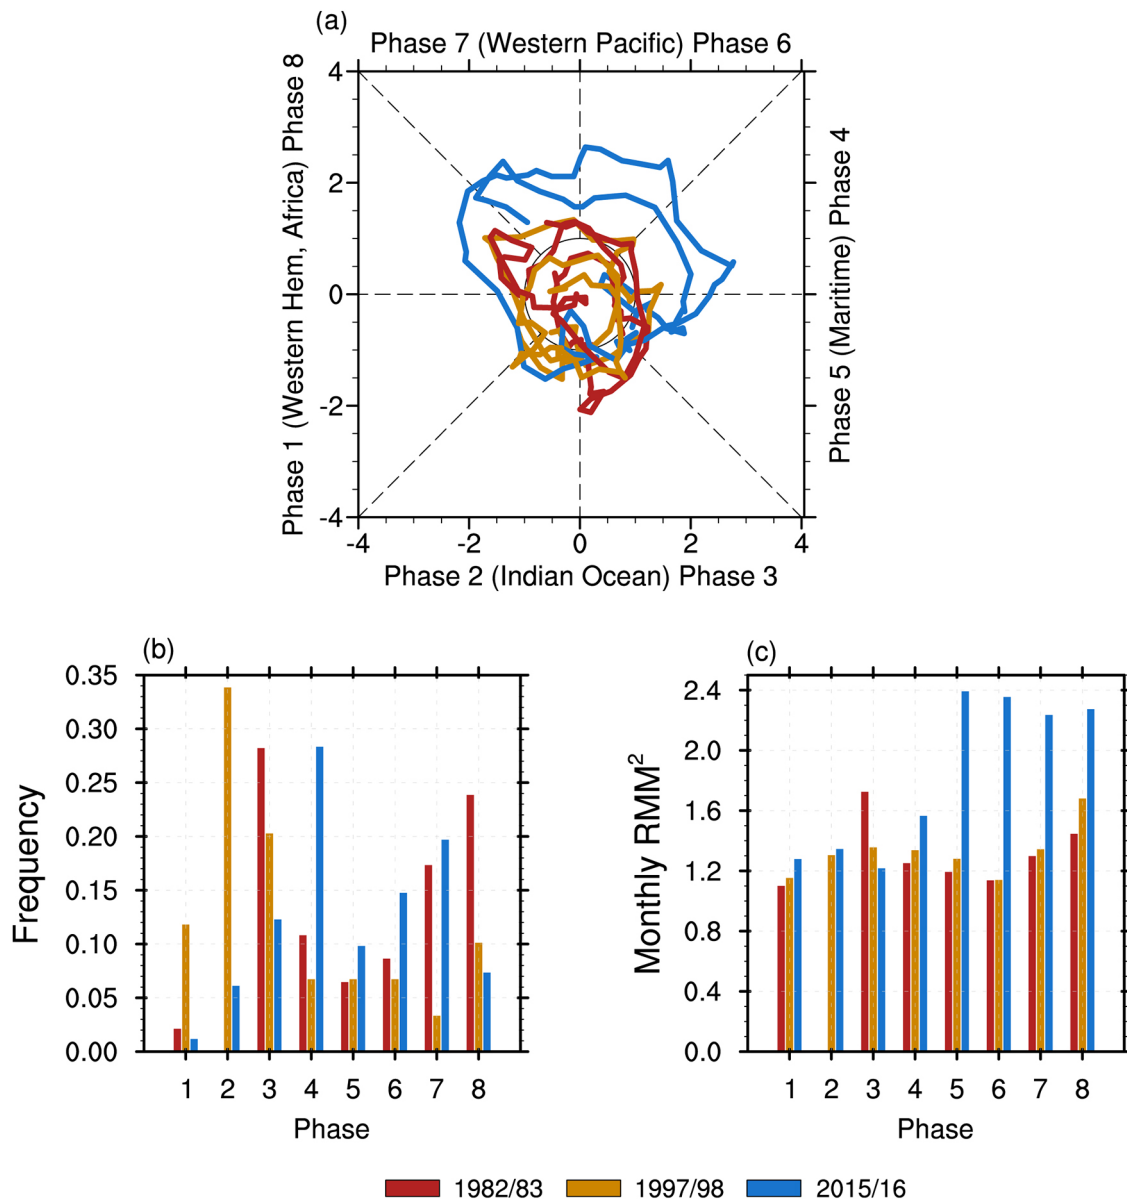 (a)
Phase 7 (Western Pacific) Phase 6
Phase 1 (Western Hem, Africa) Phase 8
4
2
0
-2
-4
-4
-2
0
2
4
Phase 5 (Maritime) Phase 4
Phase 2 (Indian Ocean) Phase 3
(b)
Frequency
0.35
0.30
0.25
0.20
0.15
0.10
0.05
0.00
1 2 3 4 5 6 7 8
Phase
(c)
Monthly RMM2
2.4
2.0
1.6
1.2
0.8
0.4
0.0
1 2 3 4 5 6 7 8
Phase
1982/83 1997/98 2015/16